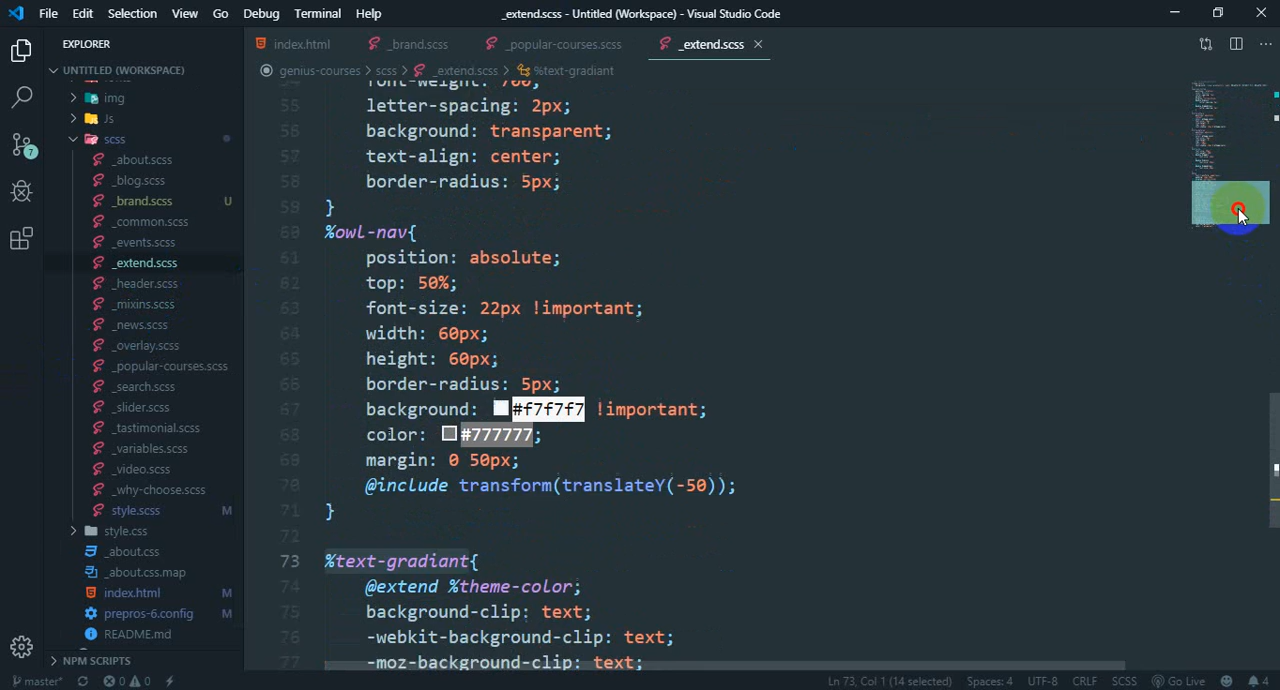 File Edit Selection View Go Debug Terminal Help
_extend.scss - Untitled (Workspace) - Visual Studio Code
EXPLORER
UNTITLED (WORKSPACE)
img
Js
scss
_about.scss
_blog.scss
_brand.scss U
_common.scss
_events.scss
_extend.scss
_header.scss
_mixins.scss
_news.scss
_overlay.scss
_popular-courses.scss
_search.scss
_slider.scss
_tastimonial.scss
_variables.scss
_video.scss
_why-choose.scss
style.scss M
style.css
_about.css
_about.css.map
index.html M
prepros-6.config M
README.md
NPM SCRIPTS
7
index.html _brand.scss _popular-courses.scss _extend.scss
genius-courses > scss > _extend.scss > %text-gradiant
font-weight: 700;
55 letter-spacing: 2px;
56 background: transparent;
57 text-align: center;
58 border-radius: 5px;
59 }
60 %owl-nav{
61 position: absolute;
62 top: 50%;
63 font-size: 22px !important;
64 width: 60px;
65 height: 60px;
66 border-radius: 5px;
67 background: #f7f7f7 !important;
68 color: #777777;
69 margin: 0 50px;
70 @include transform(translateY(-50));
71 }
72
73 %text-gradiant{
74 @extend %theme-color;
75 background-clip: text;
76 -webkit-background-clip: text;
77 -moz-background-clip: text;
master* 0 0 Ln 73, Col 1 (14 selected) Spaces: 4 UTF-8 CRLF SCSS Go Live 4